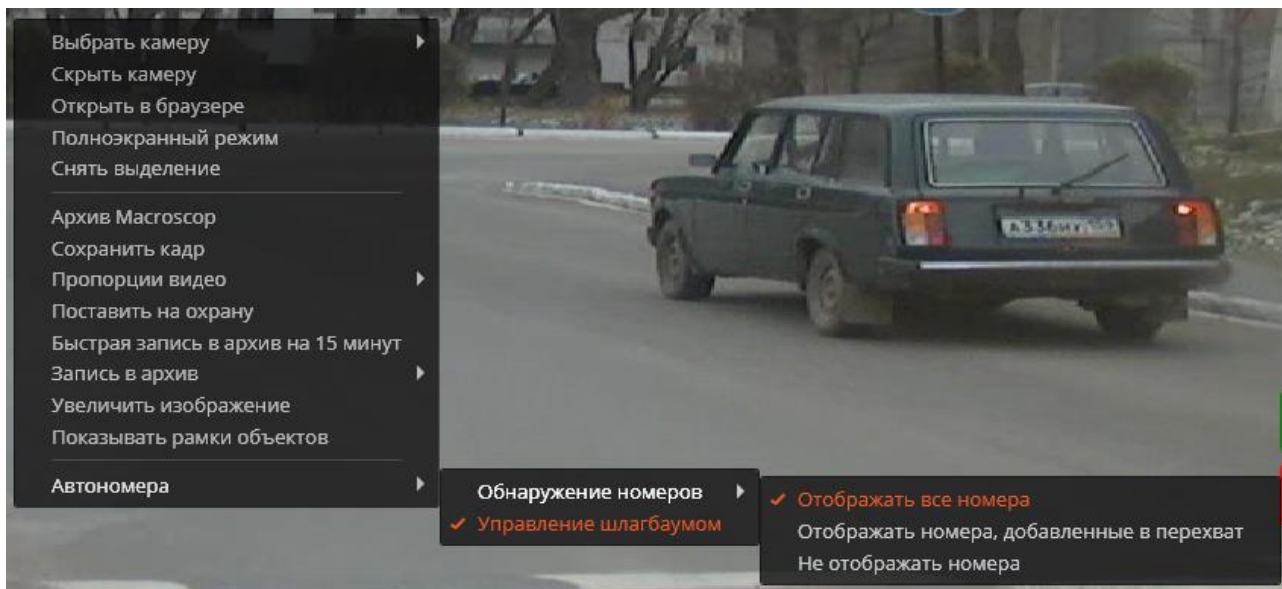 Выбрать камеру
Скрыть камеру
Открыть в браузере
Полноэкранный режим
Снять выделение
Архив Macroscop
Сохранить кадр
Пропорции видео
Поставить на охрану
Быстрая запись в архив на 15 минут
Запись в архив
Увеличить изображение
Показывать рамки объектов
Автономера
Обнаружение номеров
Управление шлагбаумом
Отображать все номера
Отображать номера, добавленные в перехват
Не отображать номера